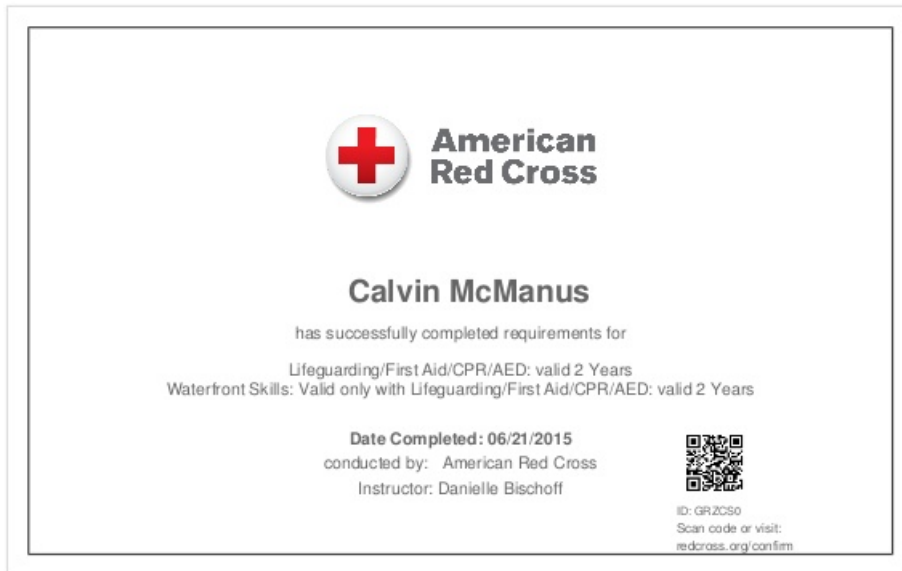 American
Red Cross
Calvin McManus
has successfully completed requirements for
Lifeguarding/First Aid/CPR/AED: valid 2 Years
Waterfront Skills: Valid only with Lifeguarding/First Aid/CPR/AED: valid 2 Years
Date Completed: 06/21/2015
conducted by: American Red Cross
Instructor: Danielle Bischoff
ID: GRZCS0
Scan code or visit:
redcross.org/confirm